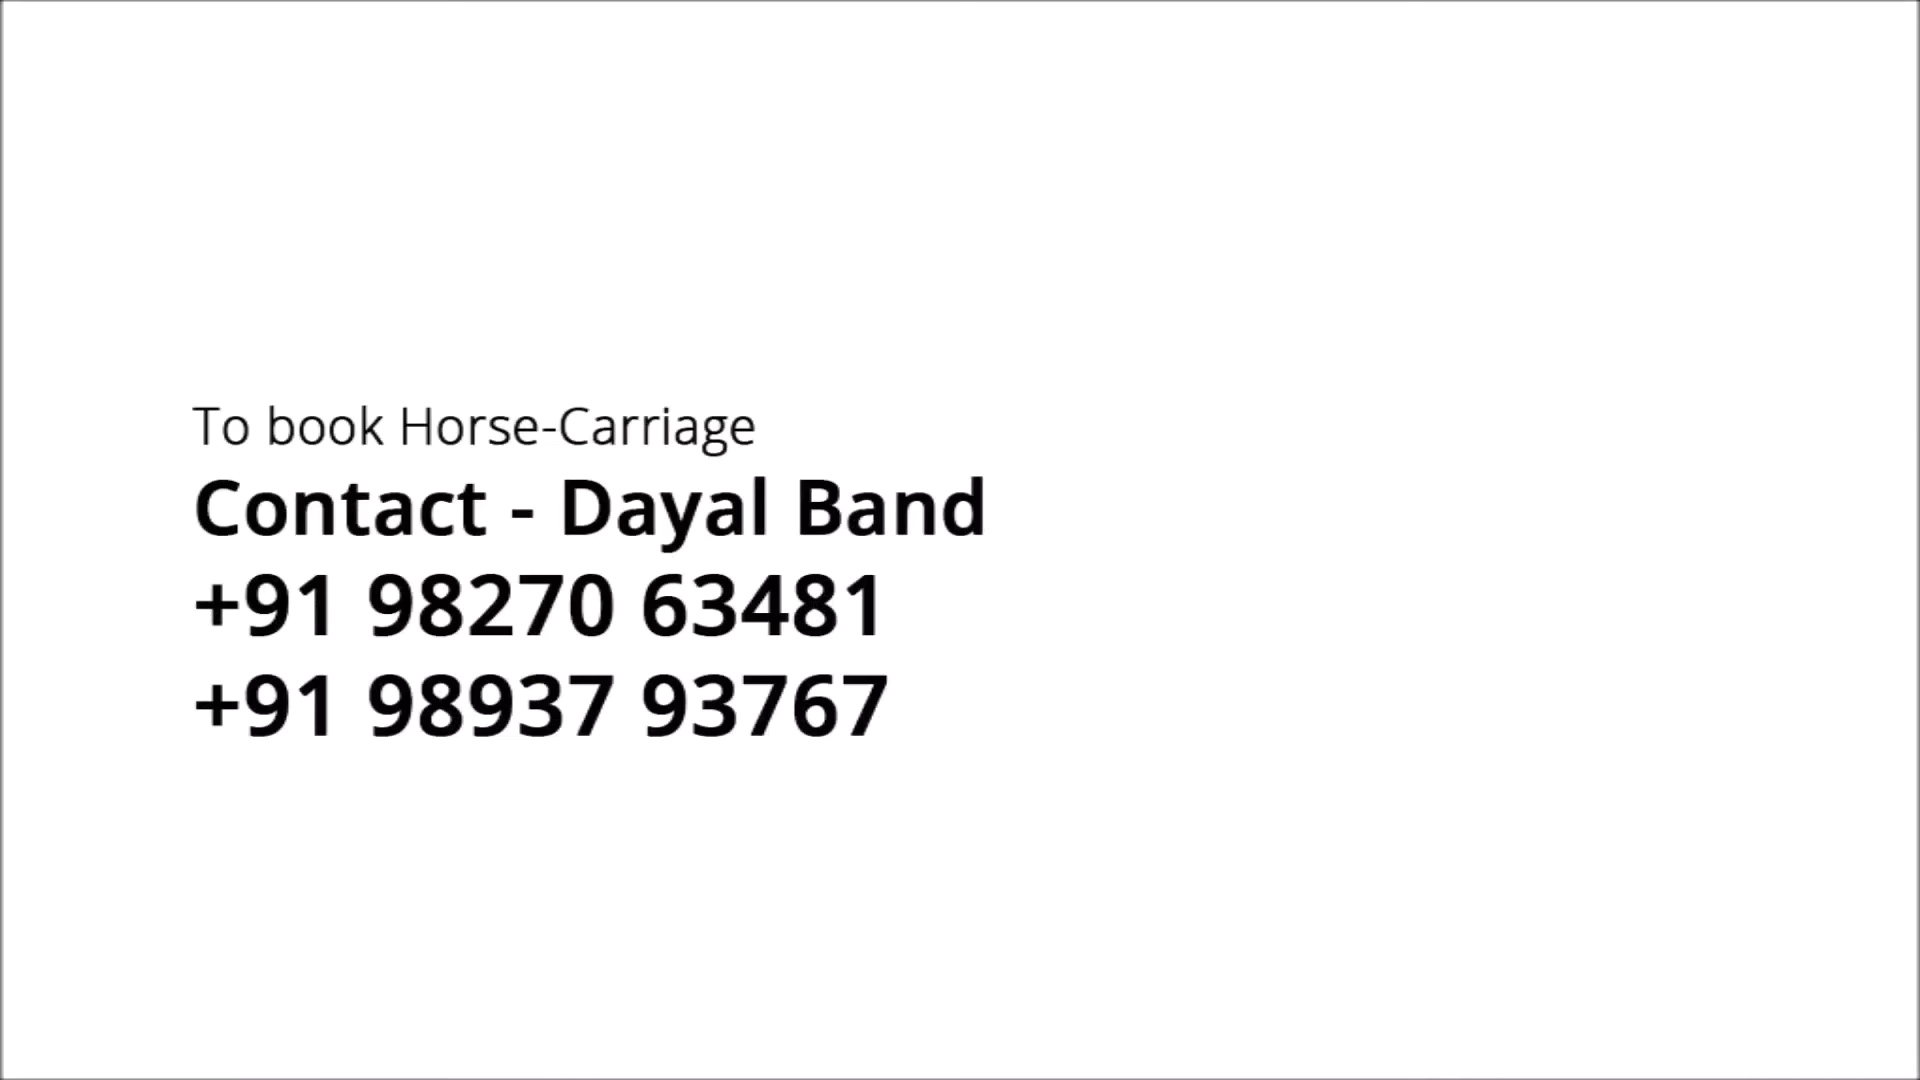 To book Horse-Carriage
Contact - Dayal Band
+91 98270 63481
+91 98937 93767